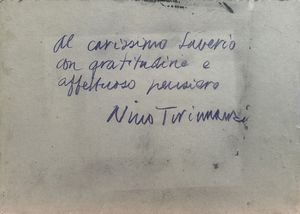 Al carissimo Saverio
con gratitudine e
affettuoso pensiero
Nino Tirinnanzi